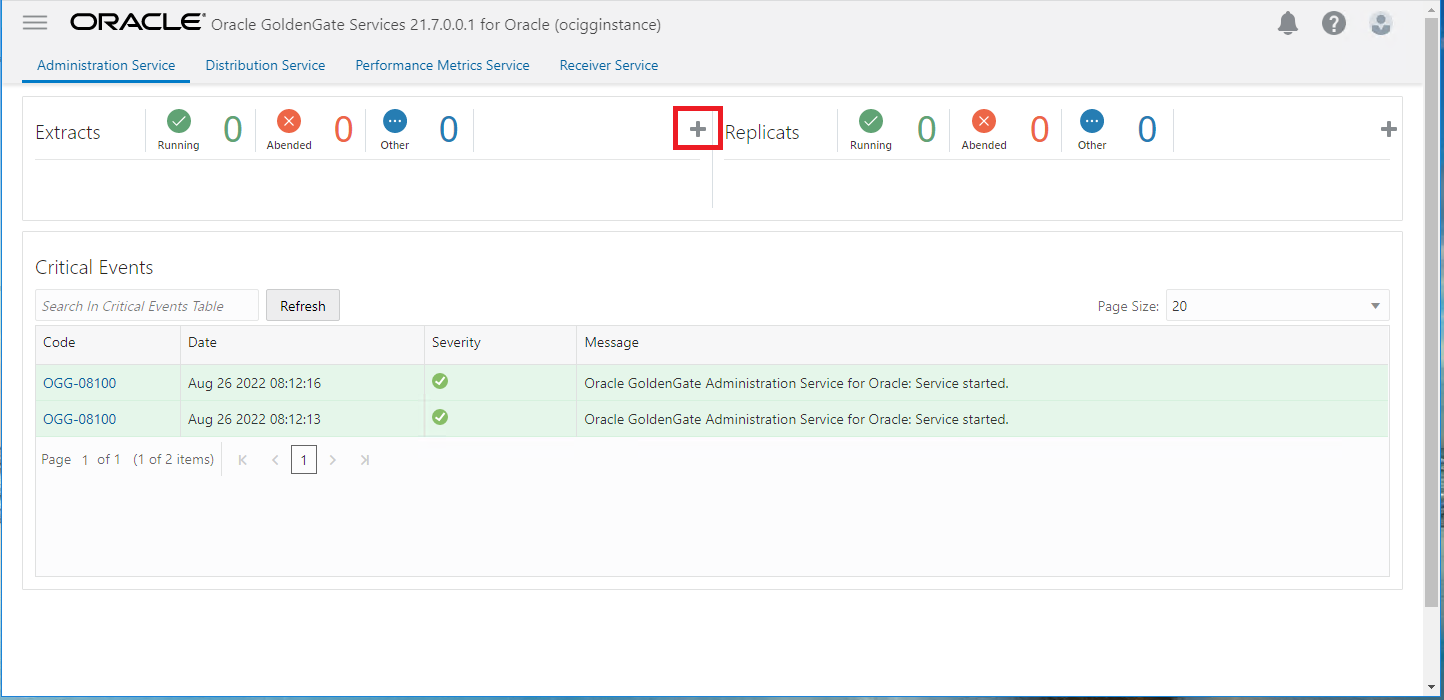 ORACLE® Oracle GoldenGate Services 21.7.0.0.1 for Oracle (ocigginstance)
Administration Service Distribution Service Performance Metrics Service Receiver Service
Extracts Running 0 Abended 0 Other 0 Replicats Running 0 Abended 0 Other 0
Critical Events
Search In Critical Events Table Refresh Page Size: 20
Code Date Severity Message
OGG-08100 Aug 26 2022 08:12:16 Oracle GoldenGate Administration Service for Oracle: Service started.
OGG-08100 Aug 26 2022 08:12:13 Oracle GoldenGate Administration Service for Oracle: Service started.
Page 1 of 1 (1 of 2 items) 1